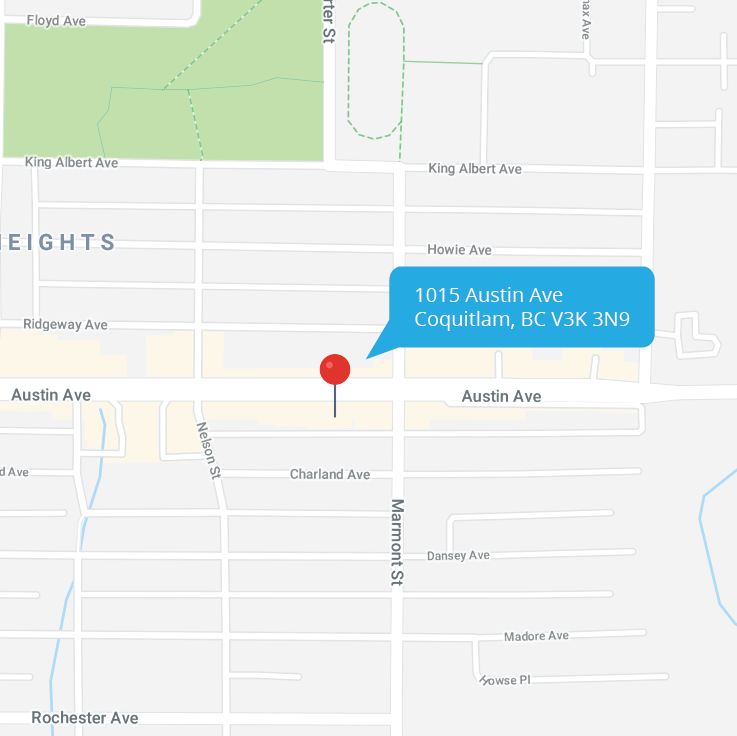 Floyd Ave
rter St
max Ave
King Albert Ave
King Albert Ave
EIGHTS
Howie Ave
1015 Austin Ave
Coquitlam, BC V3K 3N9
Ridgeway Ave
Austin Ave
Austin Ave
Nelson St
d Ave
Charland Ave
Marmont St
Dansey Ave
Madore Ave
Howse Pl
Rochester Ave